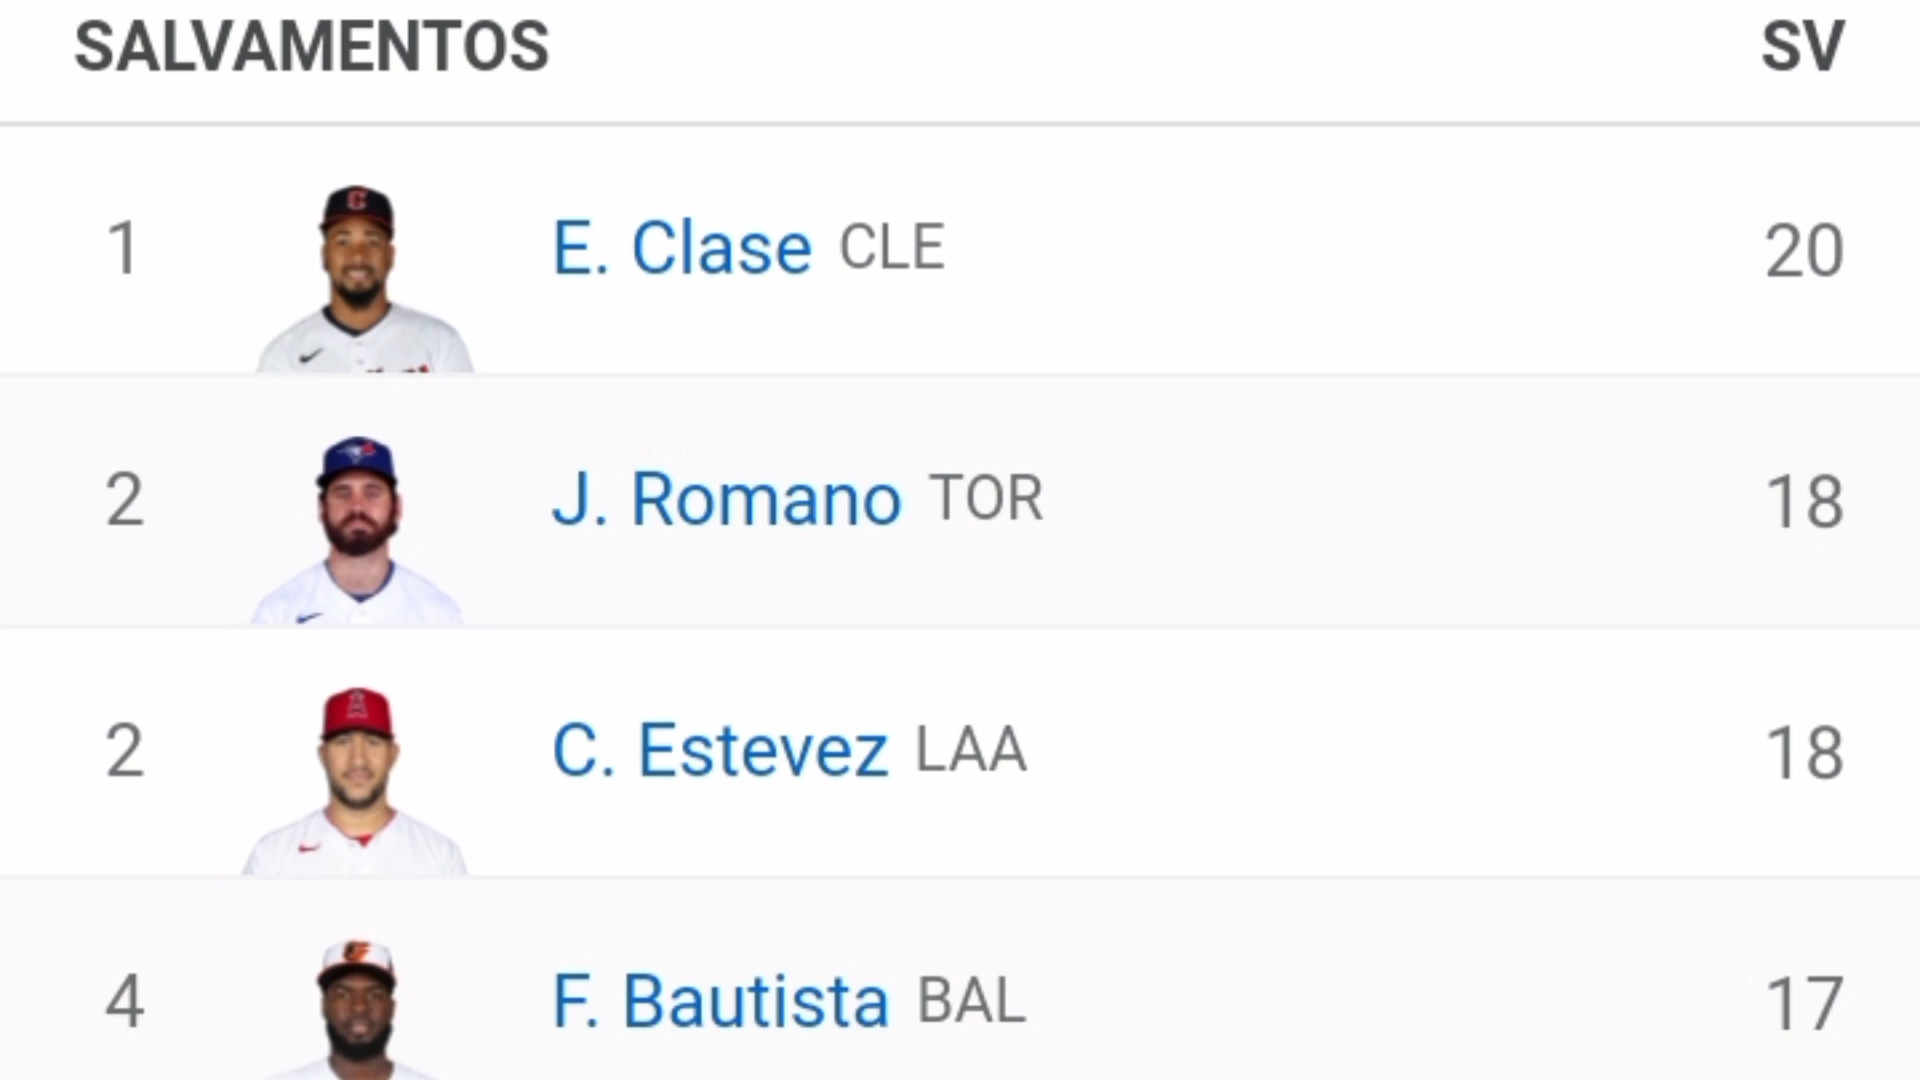 SALVAMENTOS SV
1 E. Clase CLE 20
2 J. Romano TOR 18
2 C. Estevez LAA 18
4 F. Bautista BAL 17